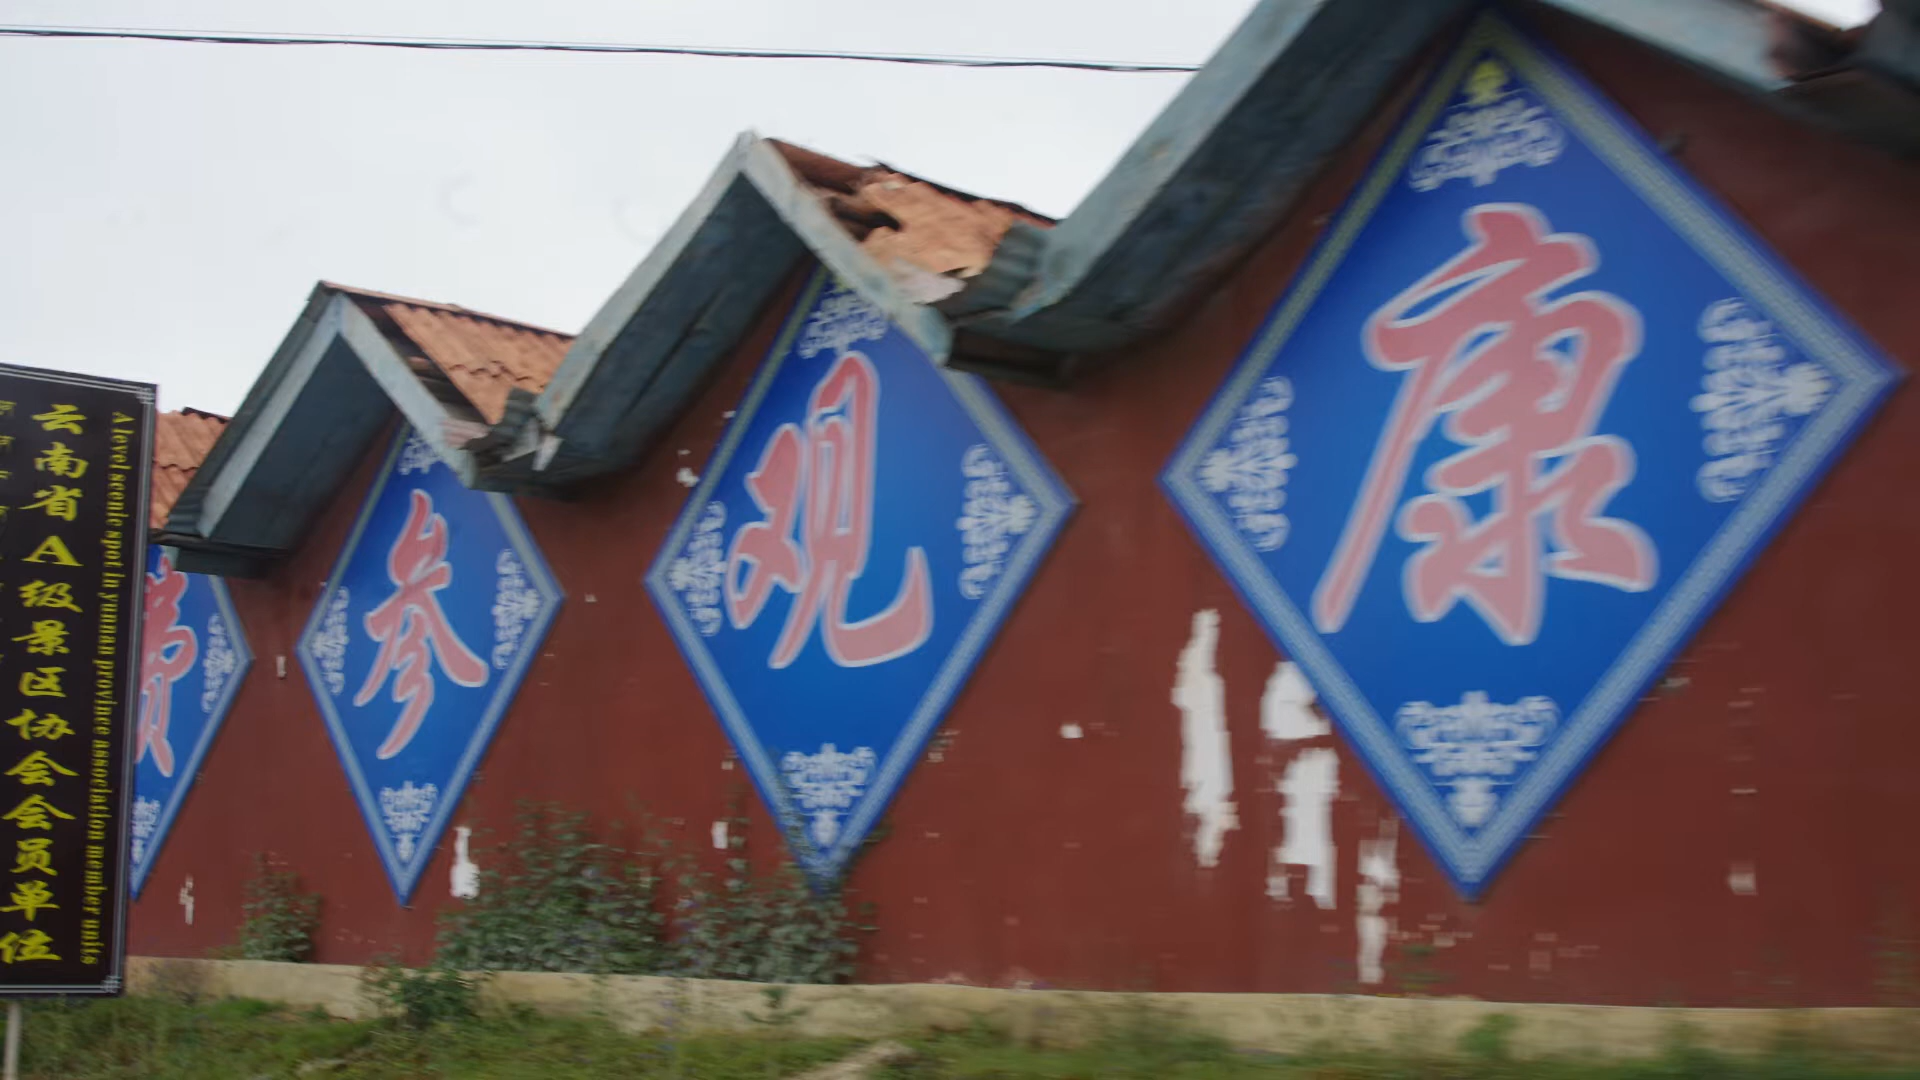 云南省A级景区协会会员单位
A level scenic spot in yunnan province association member units
费
参
观
康